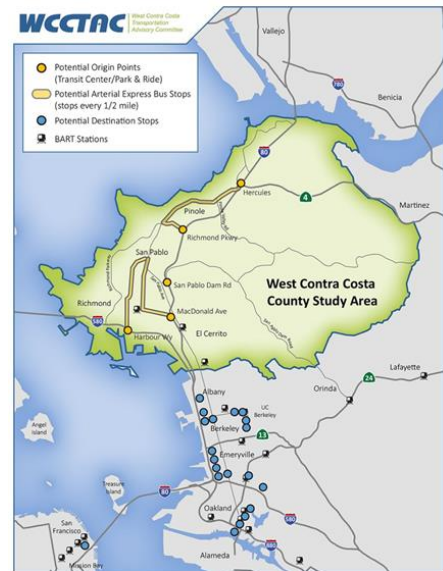 WCCTAC
West Contra Costa
Transportation
Advisory Committee
Potential Origin Points
(Transit Center/Park & Ride)
Potential Arterial Express Bus Stops
(stops every 1/2 mile)
Potential Destination Stops
BART Stations
Vallejo
780
Benicia
80
Hercules
4
Martinez
Pinole
Richmond Pkwy
San Pablo
San Pablo Dam Rd
West Contra Costa
County Study Area
Richmond
MacDonald Ave
580
Harbour Wy
El Cerrito
Lafayette
24
Orinda
Albany
UC
Berkeley
Berkeley
13
Angel
Island
Emeryville
Treasure
Island
80
Oakland
580
San
Francisco
Alameda
880
Mission Bay